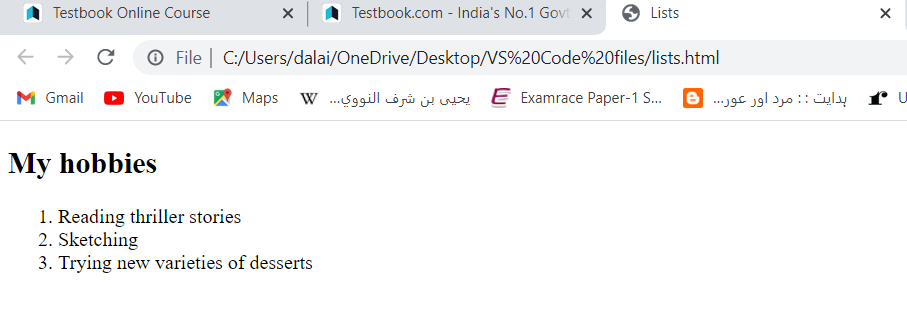 Testbook Online Course
Testbook.com - India's No.1 Govt
Lists
File | C:/Users/dalai/OneDrive/Desktop/VS%20Code%20files/lists.html
Gmail
YouTube
Maps
W
...يحيى بن شرف النووي
Examrace Paper-1 S...
...ہدایت : : مرد اور عور
U
My hobbies
1. Reading thriller stories
2. Sketching
3. Trying new varieties of desserts